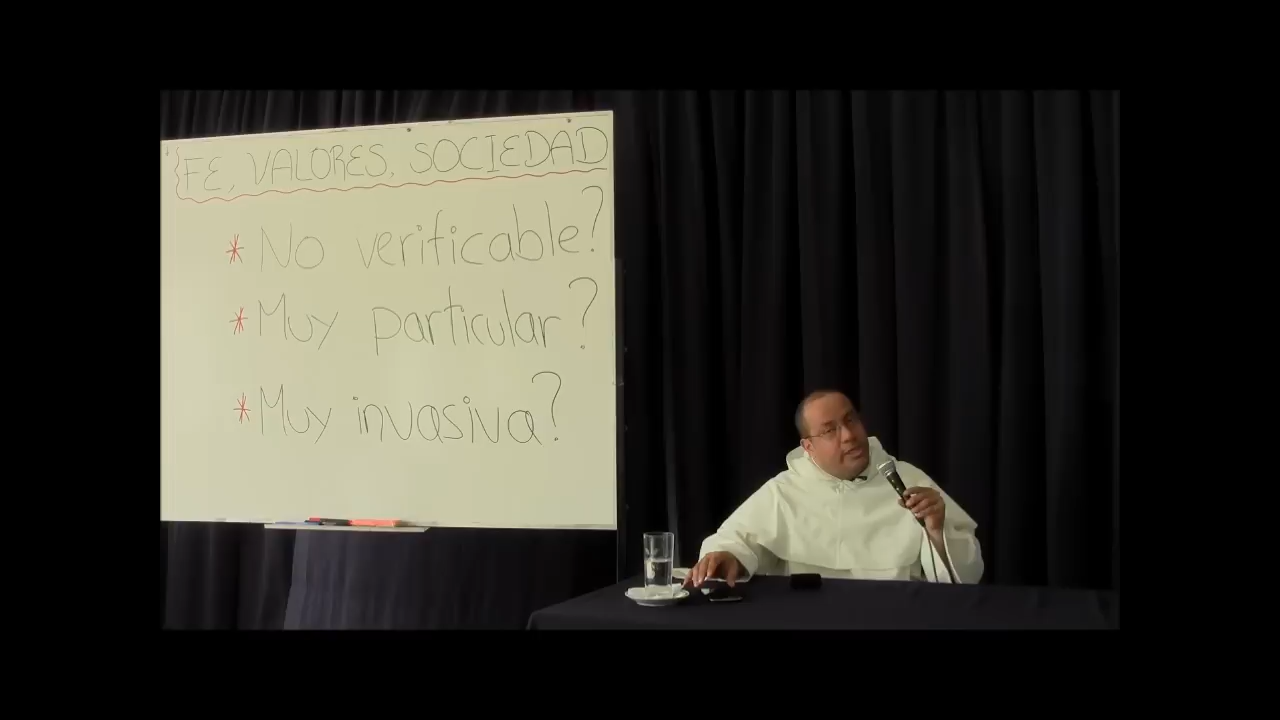 FE, VALORES, SOCIEDAD
* No verificable?
* Muy particular?
* Muy invasiva?